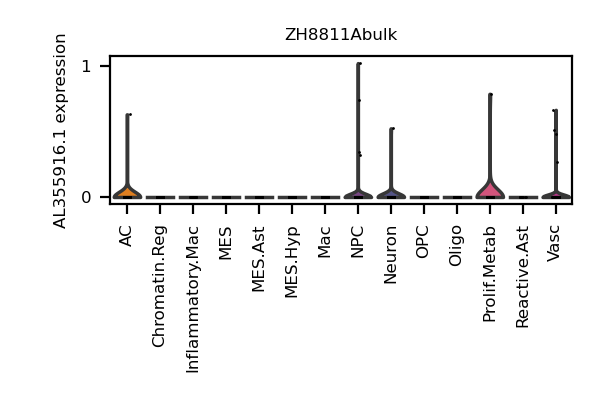 ZH8811Abulk
AL355916.1 expression
1
0
AC
Chromatin.Reg
Inflammatory.Mac
MES
MES.Ast
MES.Hyp
Mac
NPC
Neuron
OPC
Oligo
Prolif.Metab
Reactive.Ast
Vasc